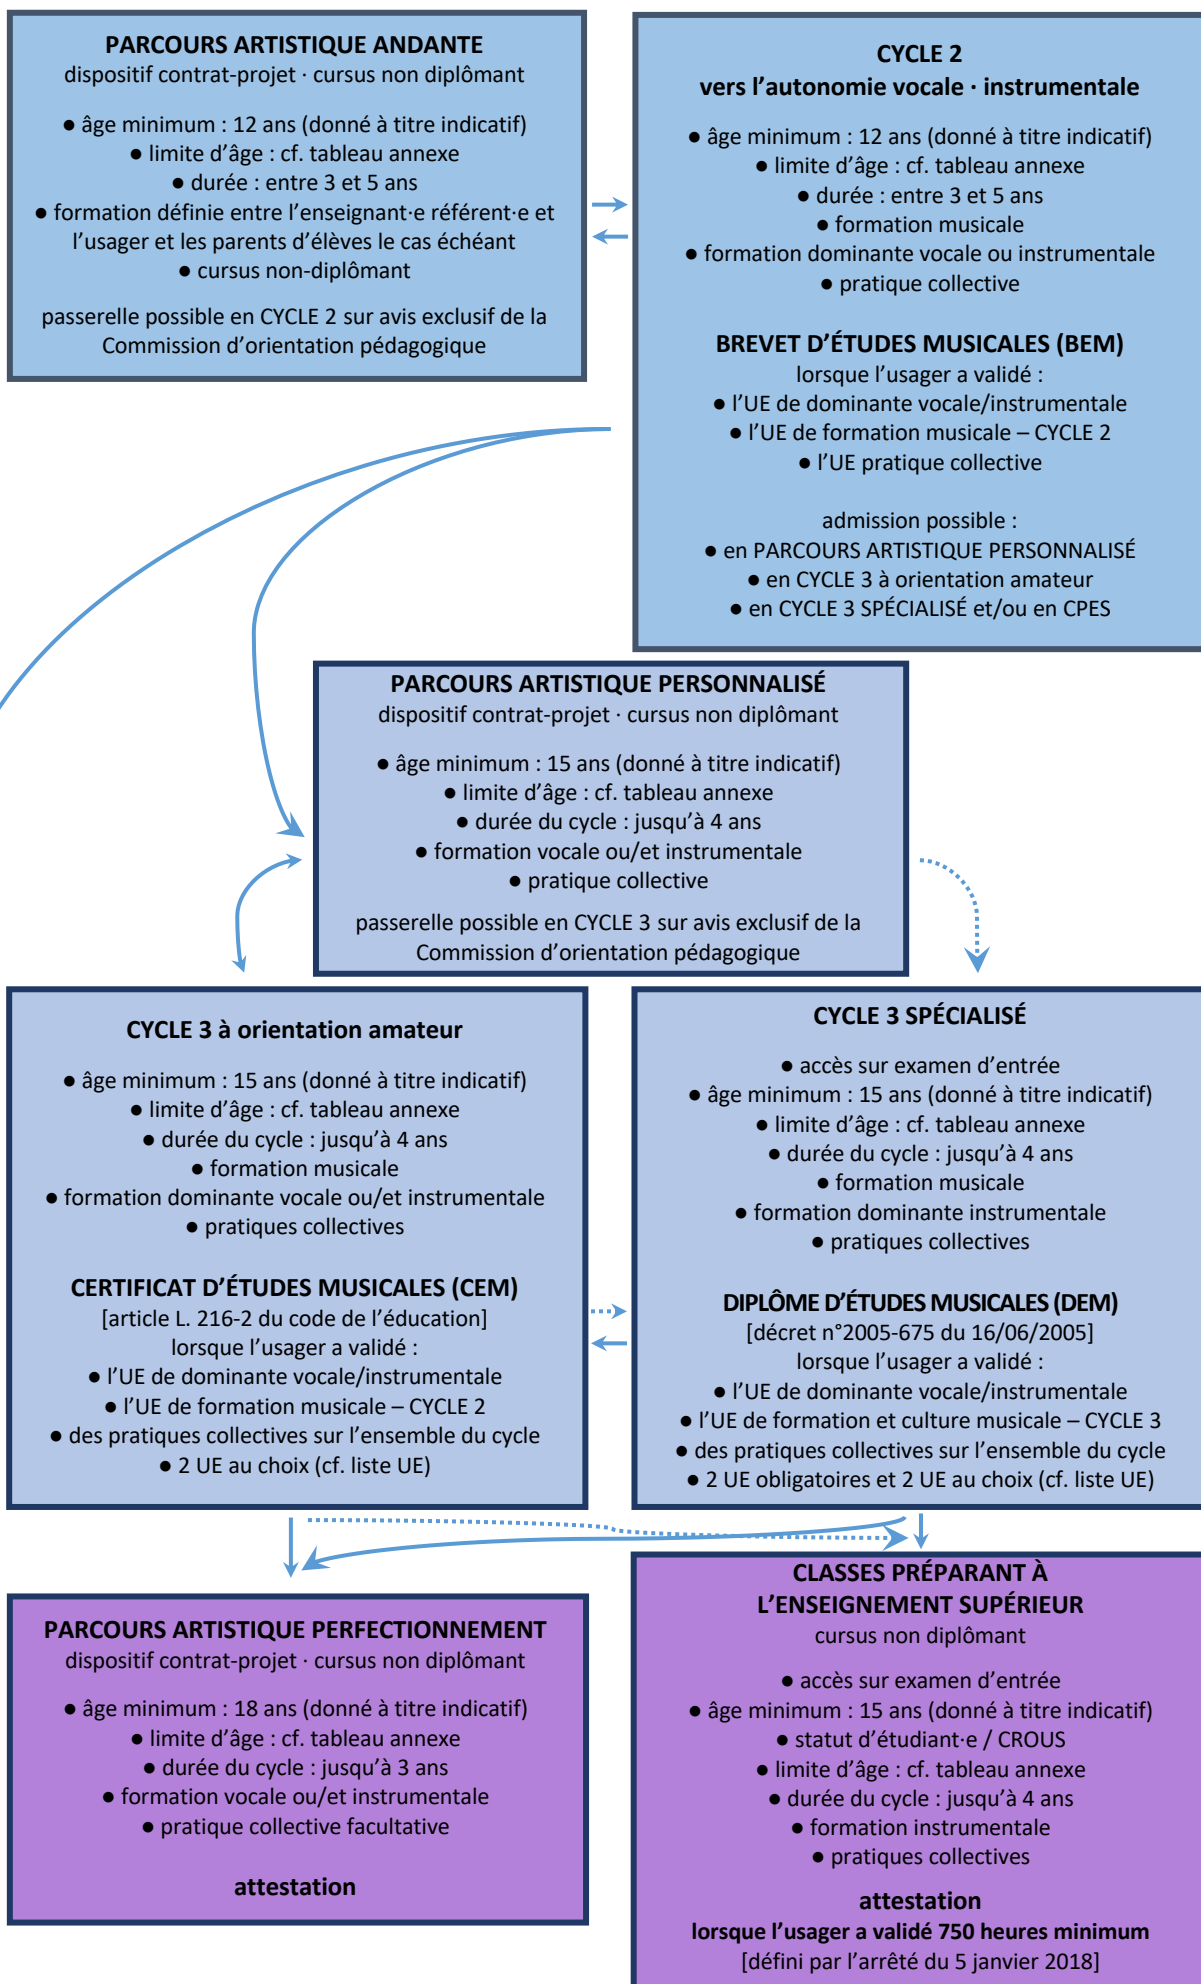 PARCOURS ARTISTIQUE ANDANTE
dispositif contrat-projet · cursus non diplômant
● âge minimum : 12 ans (donné à titre indicatif)
● limite d’âge : cf. tableau annexe
● durée : entre 3 et 5 ans
● formation définie entre l’enseignant·e référent·e et
l’usager et les parents d’élèves le cas échéant
● cursus non-diplômant
passerelle possible en CYCLE 2 sur avis exclusif de la
Commission d’orientation pédagogique
CYCLE 2
vers l’autonomie vocale · instrumentale
● âge minimum : 12 ans (donné à titre indicatif)
● limite d’âge : cf. tableau annexe
● durée : entre 3 et 5 ans
● formation musicale
● formation dominante vocale ou instrumentale
● pratique collective
BREVET D’ÉTUDES MUSICALES (BEM)
lorsque l’usager a validé :
● l’UE de dominante vocale/instrumentale
● l’UE de formation musicale – CYCLE 2
● l’UE pratique collective
admission possible :
● en PARCOURS ARTISTIQUE PERSONNALISÉ
● en CYCLE 3 à orientation amateur
● en CYCLE 3 SPÉCIALISÉ et/ou en CPES
PARCOURS ARTISTIQUE PERSONNALISÉ
dispositif contrat-projet · cursus non diplômant
● âge minimum : 15 ans (donné à titre indicatif)
● limite d’âge : cf. tableau annexe
● durée du cycle : jusqu’à 4 ans
● formation vocale ou/et instrumentale
● pratique collective
passerelle possible en CYCLE 3 sur avis exclusif de la
Commission d’orientation pédagogique
CYCLE 3 à orientation amateur
● âge minimum : 15 ans (donné à titre indicatif)
● limite d’âge : cf. tableau annexe
● durée du cycle : jusqu’à 4 ans
● formation musicale
● formation dominante vocale ou/et instrumentale
● pratiques collectives
CERTIFICAT D’ÉTUDES MUSICALES (CEM)
[article L. 216-2 du code de l’éducation]
lorsque l’usager a validé :
● l’UE de dominante vocale/instrumentale
● l’UE de formation musicale – CYCLE 2
● des pratiques collectives sur l’ensemble du cycle
● 2 UE au choix (cf. liste UE)
CYCLE 3 SPÉCIALISÉ
● accès sur examen d’entrée
● âge minimum : 15 ans (donné à titre indicatif)
● limite d’âge : cf. tableau annexe
● durée du cycle : jusqu’à 4 ans
● formation musicale
● formation dominante instrumentale
● pratiques collectives
DIPLÔME D’ÉTUDES MUSICALES (DEM)
[décret n°2005-675 du 16/06/2005]
lorsque l’usager a validé :
● l’UE de dominante vocale/instrumentale
● l’UE de formation et culture musicale – CYCLE 3
● des pratiques collectives sur l’ensemble du cycle
● 2 UE obligatoires et 2 UE au choix (cf. liste UE)
PARCOURS ARTISTIQUE PERFECTIONNEMENT
dispositif contrat-projet · cursus non diplômant
● âge minimum : 18 ans (donné à titre indicatif)
● limite d’âge : cf. tableau annexe
● durée du cycle : jusqu’à 3 ans
● formation vocale ou/et instrumentale
● pratique collective facultative
attestation
CLASSES PRÉPARANT À
L’ENSEIGNEMENT SUPÉRIEUR
cursus non diplômant
● accès sur examen d’entrée
● âge minimum : 15 ans (donné à titre indicatif)
● statut d’étudiant·e / CROUS
● limite d’âge : cf. tableau annexe
● durée du cycle : jusqu’à 4 ans
● formation instrumentale
● pratiques collectives
attestation
lorsque l’usager a validé 750 heures minimum
[défini par l’arrêté du 5 janvier 2018]